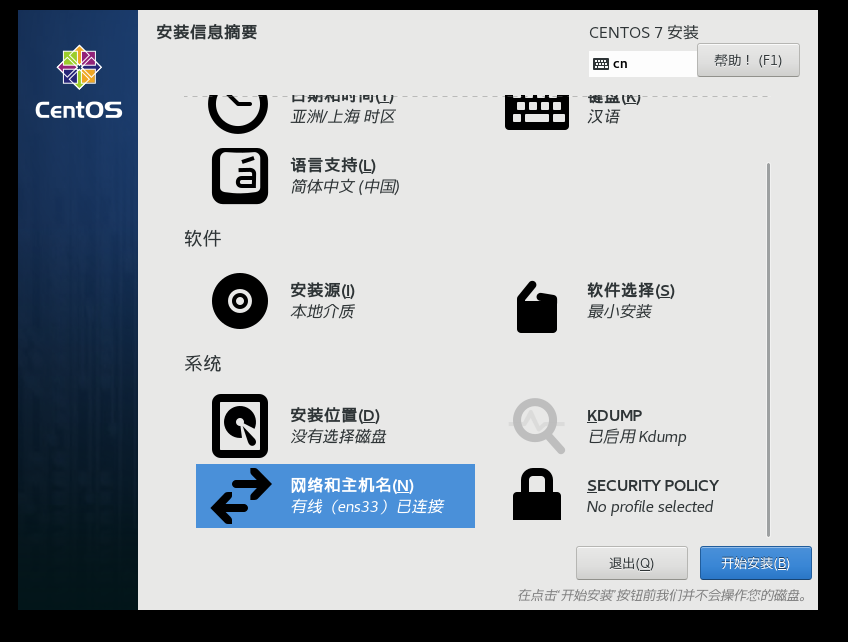 安装信息摘要
CENTOS 7 安装
cn
帮助！(F1)
CentOS
日期和时间(T)
亚洲/上海 时区
键盘(K)
汉语
语言支持(L)
简体中文 (中国)
软件
安装源(I)
本地介质
软件选择(S)
最小安装
系统
安装位置(D)
没有选择磁盘
KDUMP
已启用 Kdump
网络和主机名(N)
有线（ens33）已连接
SECURITY POLICY
No profile selected
退出(Q)
开始安装(B)
在点击"开始安装"按钮前我们并不会操作您的磁盘。